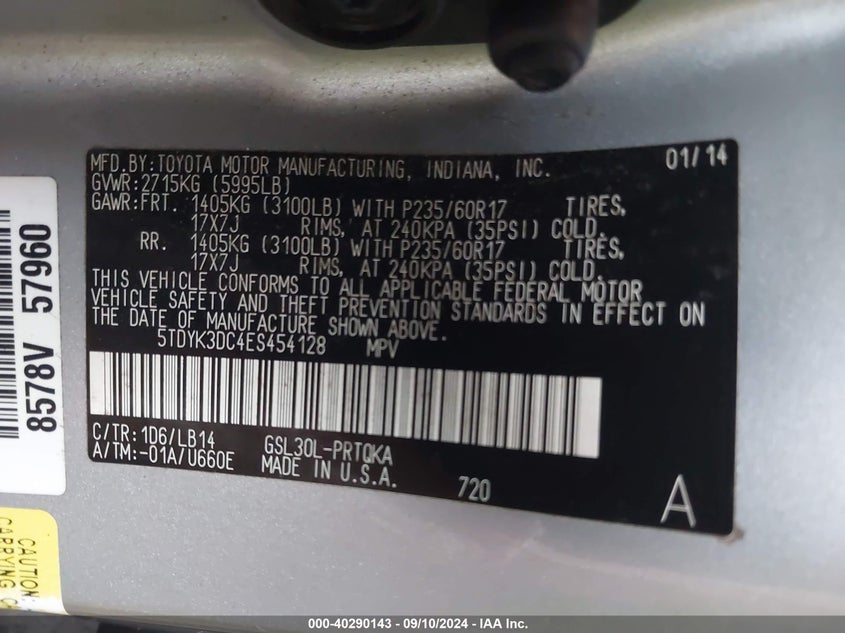 MFD.BY:TOYOTA MOTOR MANUFACTURING, INDIANA, INC. 01/14
GVWR:2715KG (5995LB)
GAWR:FRT. 1405KG (3100LB) WITH P235/60R17 TIRES,
17X7J RIMS, AT 240KPA (35PSI) COLD.
RR. 1405KG (3100LB) WITH P235/60R17 TIRES,
17X7J RIMS, AT 240KPA (35PSI) COLD.
THIS VEHICLE CONFORMS TO ALL APPLICABLE FEDERAL MOTOR
VEHICLE SAFETY AND THEFT PREVENTION STANDARDS IN EFFECT ON
THE DATE OF MANUFACTURE SHOWN ABOVE.
5TDYK3DC4ES454128 MPV
C/TR:1D6/LB14 GSL30L-PRTQKA
A/TM:-01A/U660E MADE IN U.S.A. 720 A
8578V 57960
CAUTION:
CARRYING
000-40290143 - 09/10/2024 - IAA Inc.